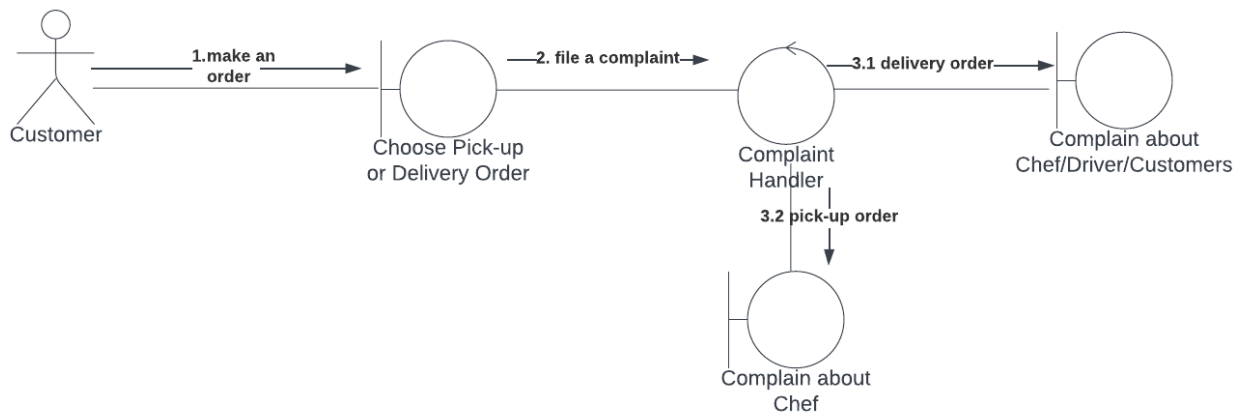 1.make an
order
2. file a complaint
3.1 delivery order
Customer
Choose Pick-up
or Delivery Order
Complaint
Handler
Complain about
Chef/Driver/Customers
3.2 pick-up order
Complain about
Chef